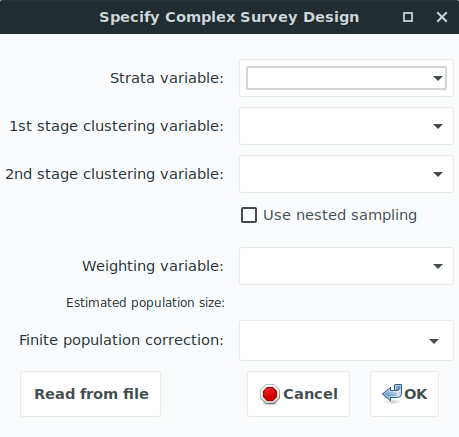 Specify Complex Survey Design
Strata variable:
1st stage clustering variable:
2nd stage clustering variable:
Use nested sampling
Weighting variable:
Estimated population size:
Finite population correction:
Read from file Cancel OK